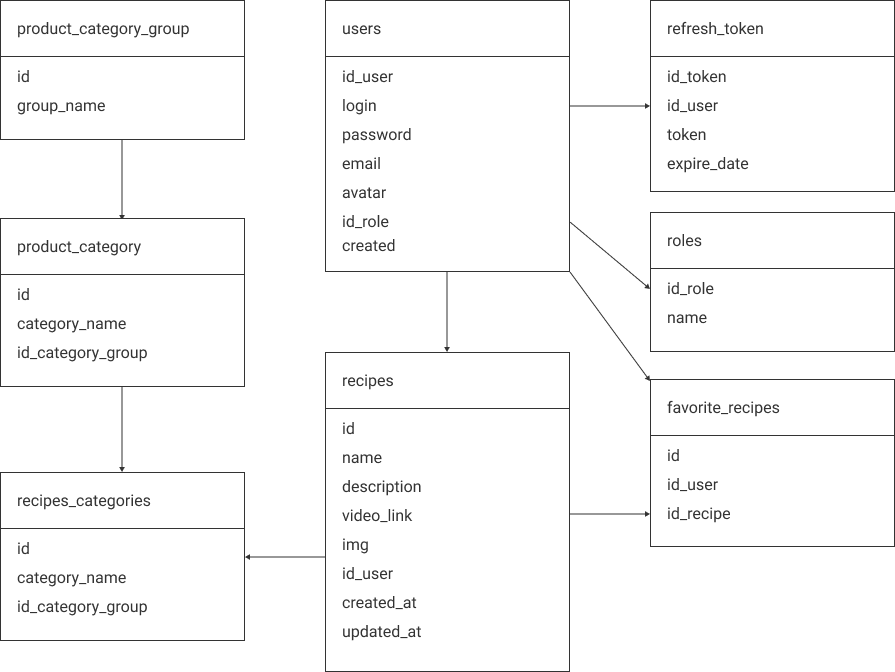 product_category_group
id
group_name
product_category
id
category_name
id_category_group
recipes_categories
id
category_name
id_category_group
users
id_user
login
password
email
avatar
id_role
created
recipes
id
name
description
video_link
img
id_user
created_at
updated_at
refresh_token
id_token
id_user
token
expire_date
roles
id_role
name
favorite_recipes
id
id_user
id_recipe